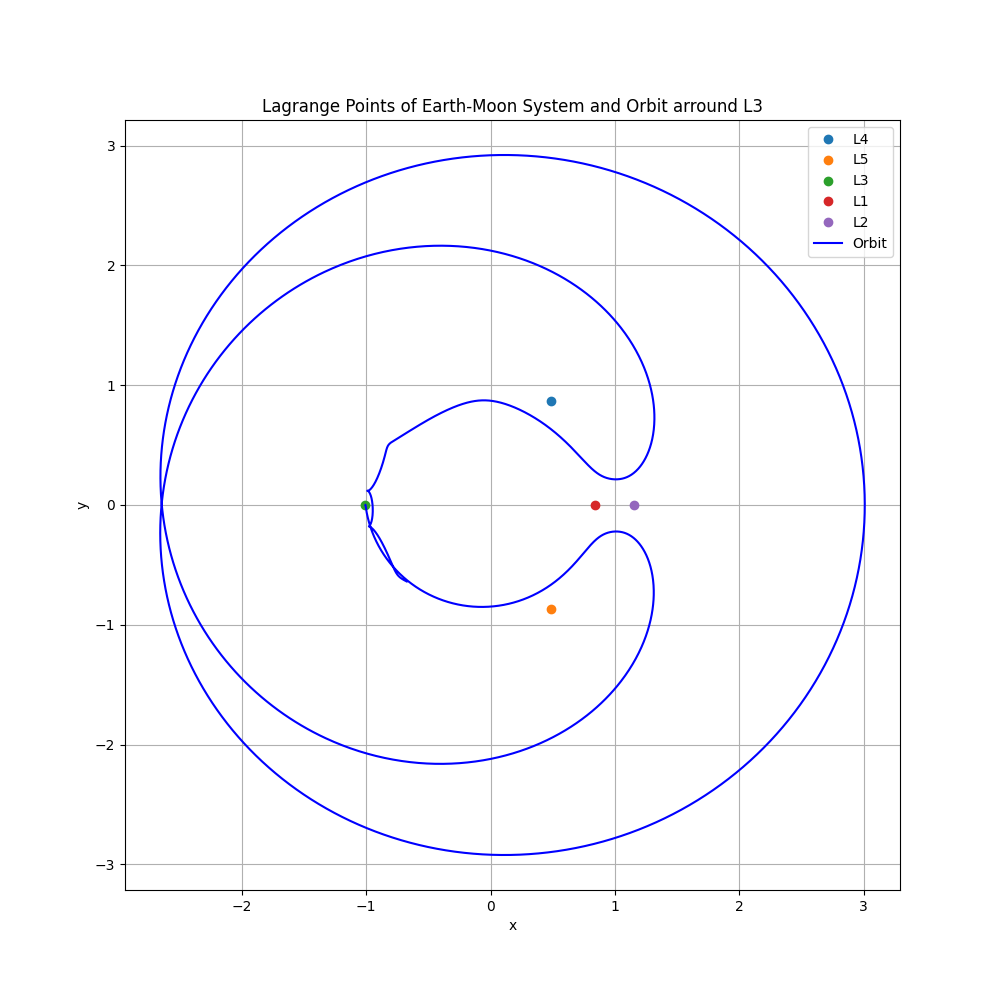 Lagrange Points of Earth-Moon System and Orbit arround L3
L4
L5
L3
L1
L2
Orbit
3
2
1
0
−1
−2
−3
y
−2
−1
0
1
2
3
x